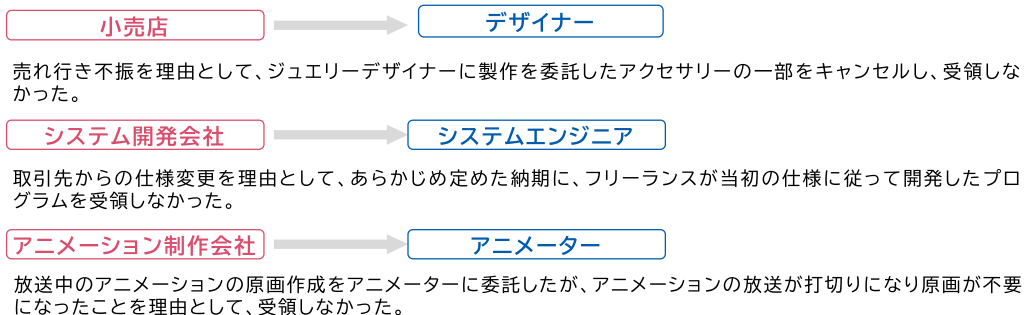 小売店
デザイナー
売れ行き不振を理由として、ジュエリーデザイナーに製作を委託したアクセサリーの一部をキャンセルし、受領しな
かった。
システム開発会社
システムエンジニア
取引先からの仕様変更を理由として、あらかじめ定めた納期に、フリーランスが当初の仕様に従って開発したプロ
グラムを受領しなかった。
アニメーション制作会社
アニメーター
放送中のアニメーションの原画作成をアニメーターに委託したが、アニメーションの放送が打切りになり原画が不要
になったことを理由として、受領しなかった。